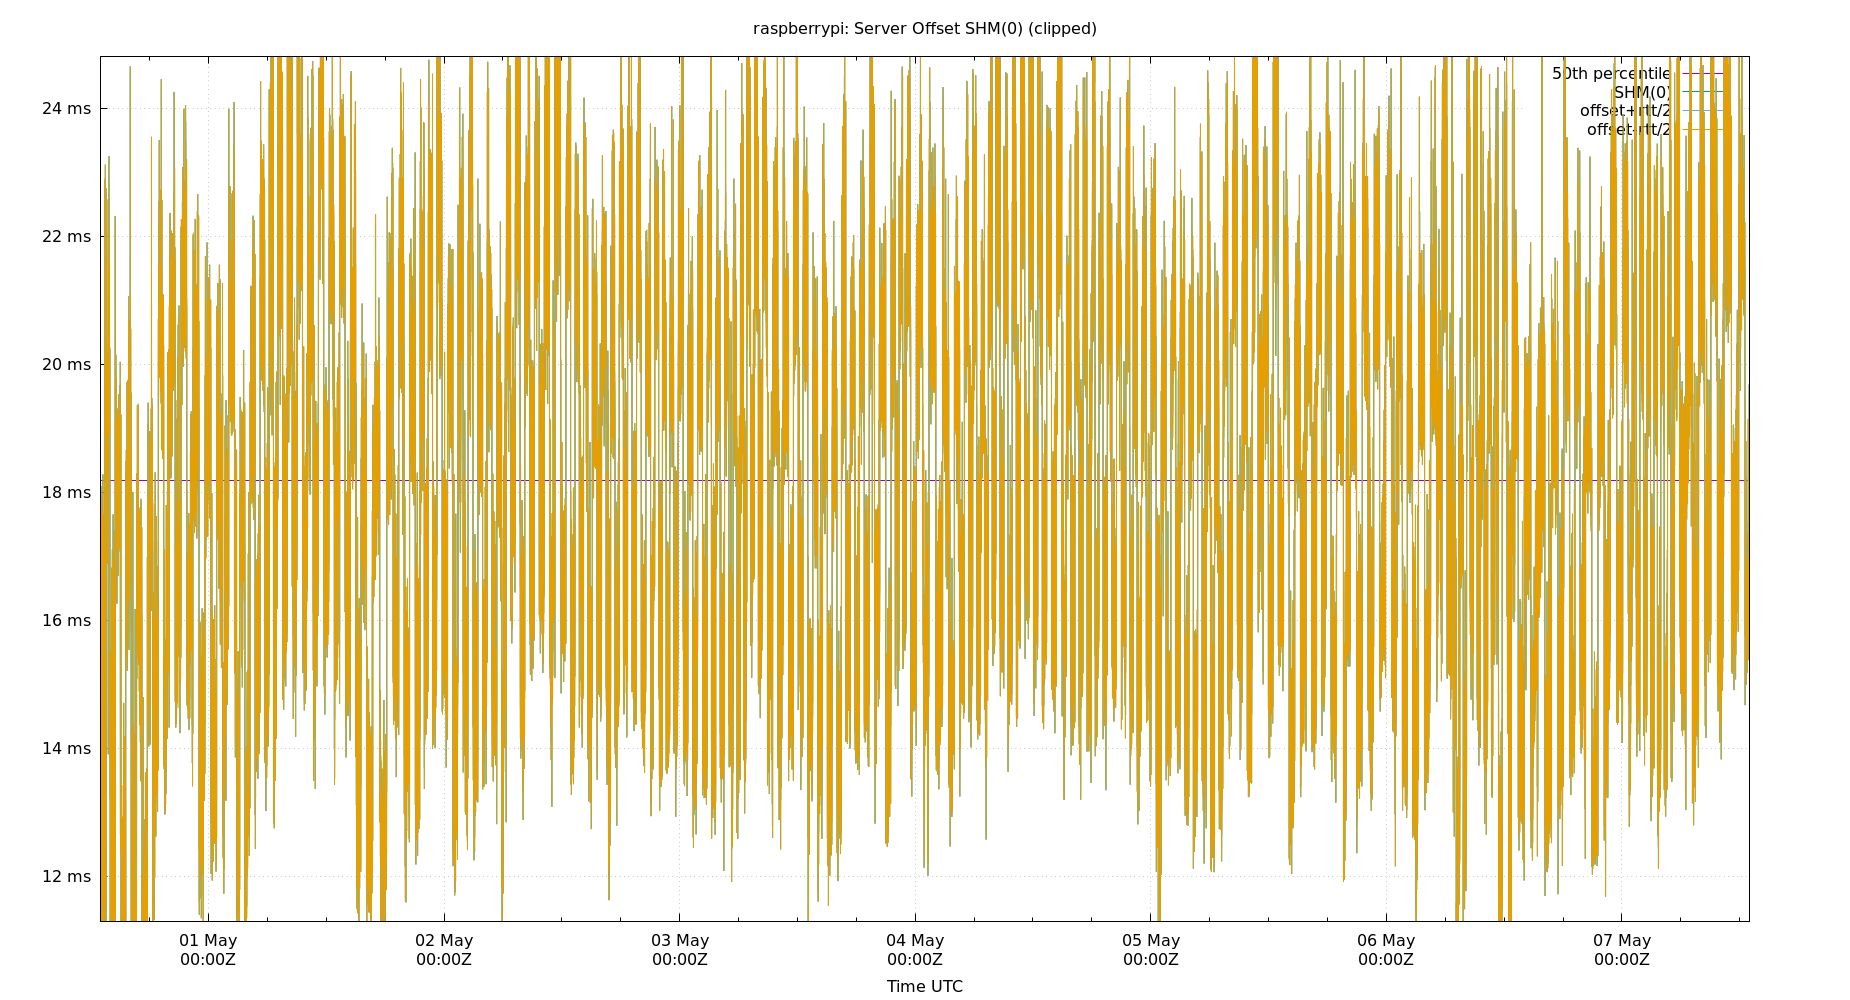 raspberrypi: Server Offset SHM(0) (clipped)
50th percentile
SHM(0)
offset+rtt/2
offset-rtt/2
24 ms
22 ms
20 ms
18 ms
16 ms
14 ms
12 ms
01 May 02 May 03 May 04 May 05 May 06 May 07 May
00:00Z 00:00Z 00:00Z 00:00Z 00:00Z 00:00Z 00:00Z
Time UTC